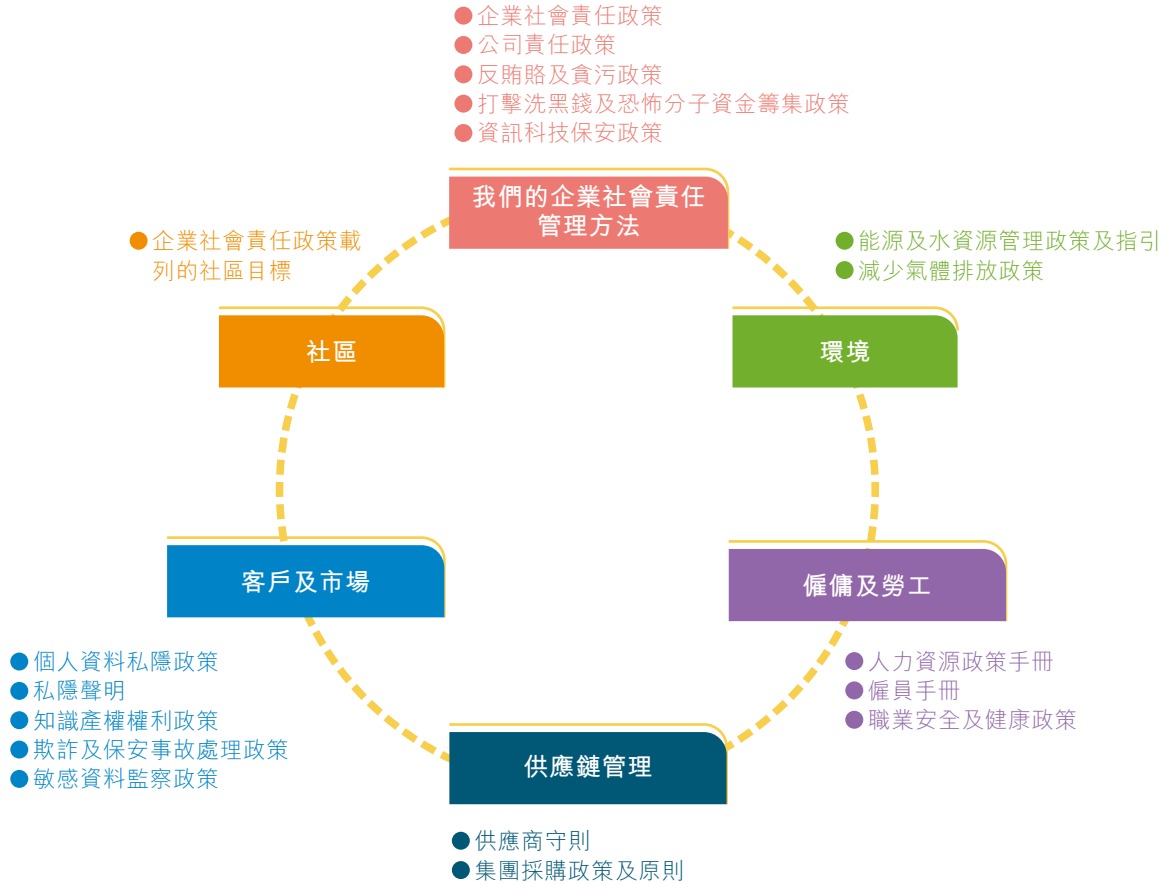 企業社會責任政策
公司責任政策
反賄賂及貪污政策
打擊洗黑錢及恐怖分子資金籌集政策
資訊科技保安政策
我們的企業社會責任
管理方法
企業社會責任政策載
列的社區目標
社區
能源及水資源管理政策及指引
減少氣體排放政策
環境
客戶及市場
個人資料私隱政策
私隱聲明
知識產權權利政策
欺詐及保安事故處理政策
敏感資料監察政策
僱傭及勞工
人力資源政策手冊
僱員手冊
職業安全及健康政策
供應鏈管理
供應商守則
集團採購政策及原則